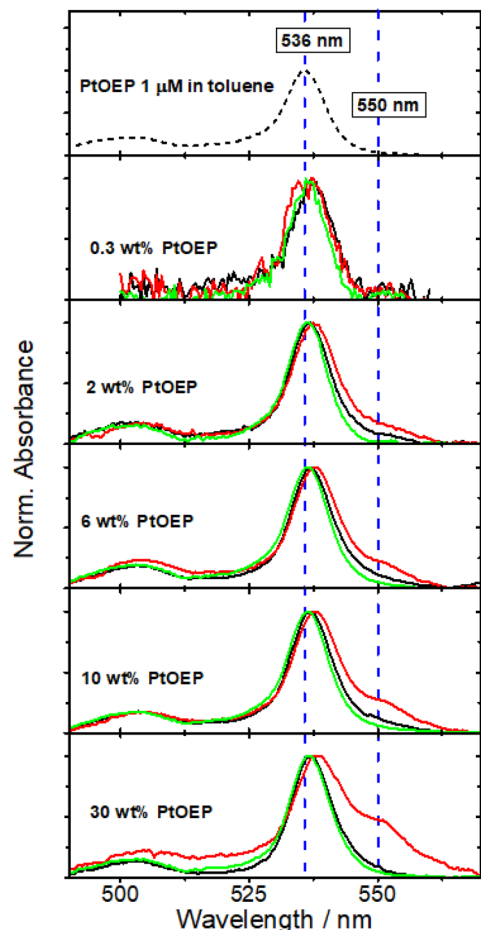 536 nm
PtOEP 1 μM in toluene
550 nm
0.3 wt% PtOEP
2 wt% PtOEP
6 wt% PtOEP
10 wt% PtOEP
30 wt% PtOEP
Norm. Absorbance
500 525 550
Wavelength / nm